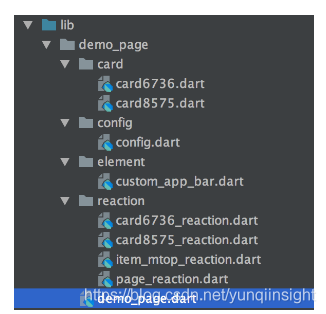 lib
demo_page
card
card6736.dart
card8575.dart
config
config.dart
element
custom_app_bar.dart
reaction
card6736_reaction.dart
card8575_reaction.dart
item_mtop_reaction.dart
page_reaction.dart
demo_page.dart
https://blog.csdn.net/yunqiinsight